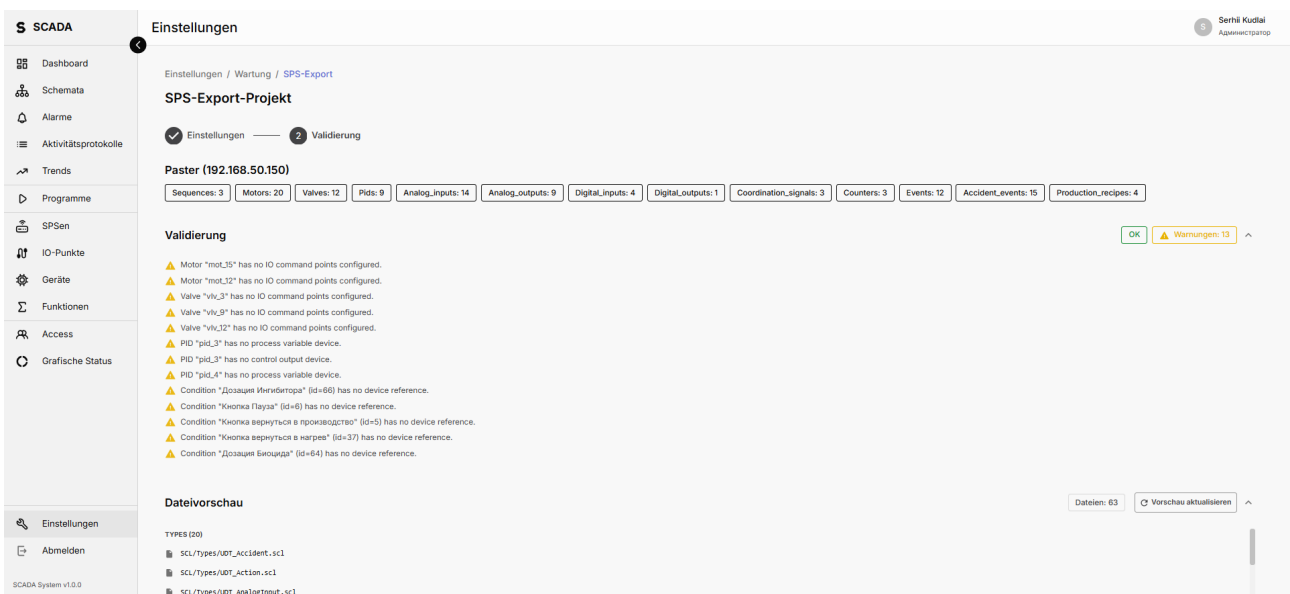 S SCADA
Einstellungen
S
Serhii Kudlai
Администратор
Dashboard
Schemata
Alarme
Aktivitätsprotokolle
Trends
Programme
SPSen
IO-Punkte
Geräte
Funktionen
Access
Grafische Status
Einstellungen
Abmelden
SCADA System v1.0.0
Einstellungen / Wartung / SPS-Export
SPS-Export-Projekt
Einstellungen 2 Validierung
Paster (192.168.50.150)
Sequences: 3 Motors: 20 Valves: 12 Pids: 9 Analog_inputs: 14 Analog_outputs: 9 Digital_inputs: 4 Digital_outputs: 1 Coordination_signals: 3 Counters: 3 Events: 12 Accident_events: 15 Production_recipes: 4
Validierung OK Warnungen: 13
Motor "mot_15" has no IO command points configured.
Motor "mot_12" has no IO command points configured.
Valve "vlv_3" has no IO command points configured.
Valve "vlv_9" has no IO command points configured.
Valve "vlv_12" has no IO command points configured.
PID "pid_3" has no process variable device.
PID "pid_3" has no control output device.
PID "pid_4" has no process variable device.
Condition "Дозация Ингибитора" (id=66) has no device reference.
Condition "Кнопка Пауза" (id=6) has no device reference.
Condition "Кнопка вернуться в производство" (id=5) has no device reference.
Condition "Кнопка вернуться в нагрев" (id=37) has no device reference.
Condition "Дозация Биоцида" (id=64) has no device reference.
Dateivorschau Dateien: 63 Vorschau aktualisieren
TYPES (20)
SCL/Types/UDT_Accident.scl
SCL/Types/UDT_Action.scl
SCL/Types/UDT_AnalogInput.scl